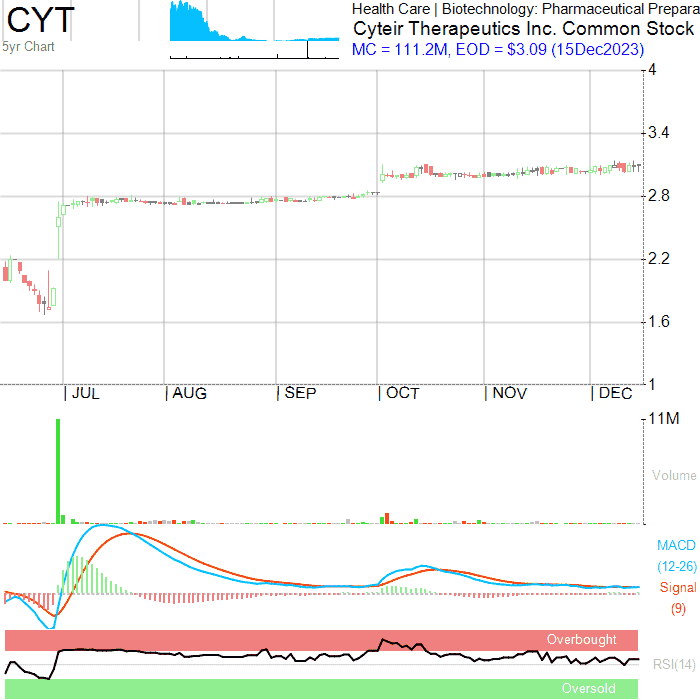 CYT
5yr Chart
Health Care | Biotechnology: Pharmaceutical Prepara
Cyteir Therapeutics Inc. Common Stock
MC = 111.2M, EOD = $3.09 (15Dec2023)
4
3.4
2.8
2.2
1.6
1
JUL
AUG
SEP
OCT
NOV
DEC
11M
Volume
MACD
(12-26)
Signal
(9)
Overbought
RSI(14)
Oversold